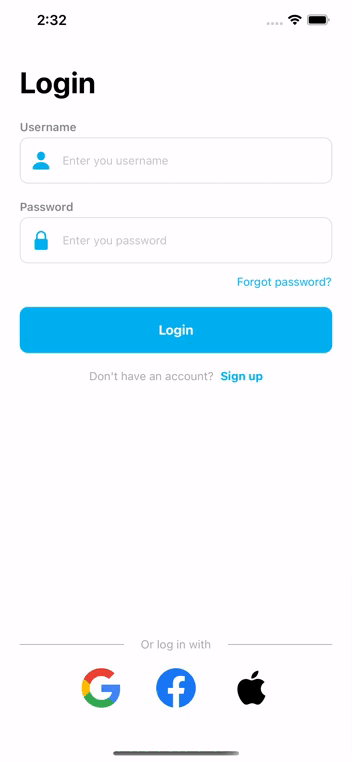 2:32
Login
Username
Enter you username
Password
Enter you password
Forgot password?
Login
Don't have an account? Sign up
Or log in with